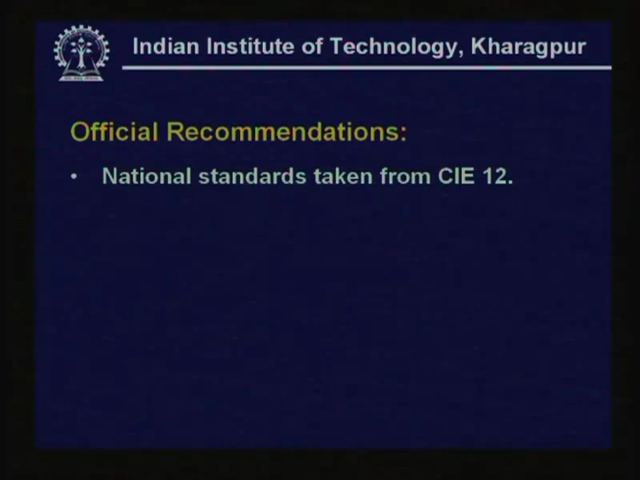 Indian Institute of Technology, Kharagpur
Official Recommendations:
• National standards taken from CIE 12.